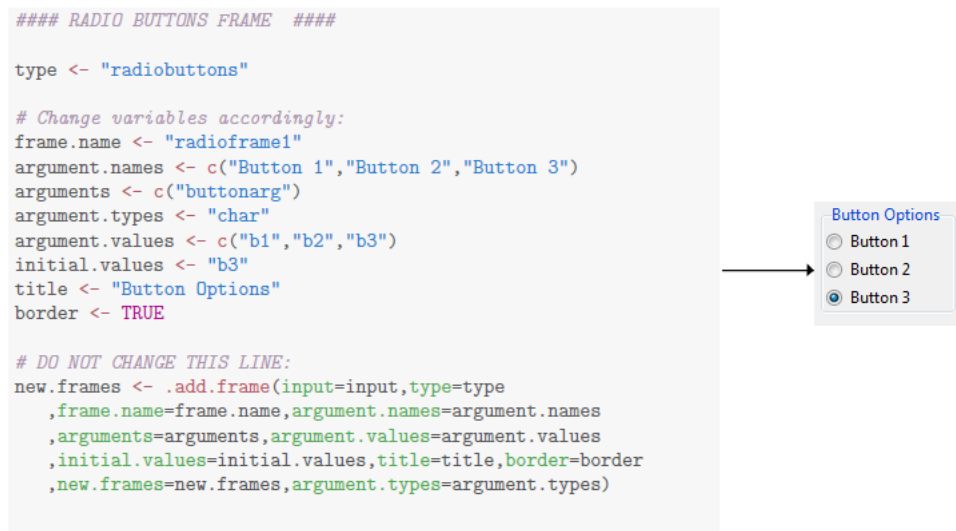 #### RADIO BUTTONS FRAME  ####
type <- "radiobuttons"
# Change variables accordingly:
frame.name <- "radioframe1"
argument.names <- c("Button 1","Button 2","Button 3")
arguments <- c("buttonarg")
argument.types <- "char"
argument.values <- c("b1","b2","b3")
initial.values <- "b3"
title <- "Button Options"
border <- TRUE
# DO NOT CHANGE THIS LINE:
new.frames <- .add.frame(input=input,type=type
,frame.name=frame.name,argument.names=argument.names
,arguments=arguments,argument.values=argument.values
,initial.values=initial.values,title=title,border=border
,new.frames=new.frames,argument.types=argument.types)
Button Options
Button 1
Button 2
Button 3